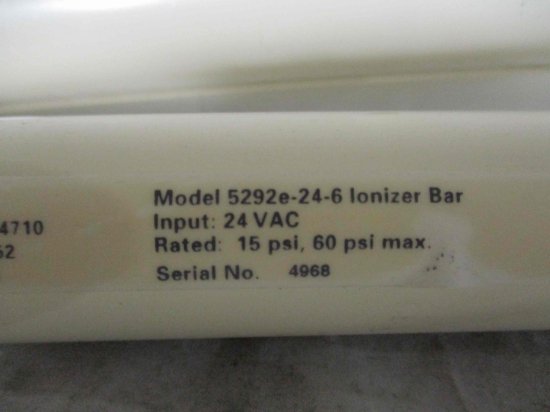 Model 5292e-24-6 Ionizer Bar
4710 Input: 24 VAC
52 Rated: 15 psi, 60 psi max.
Serial No. 4968